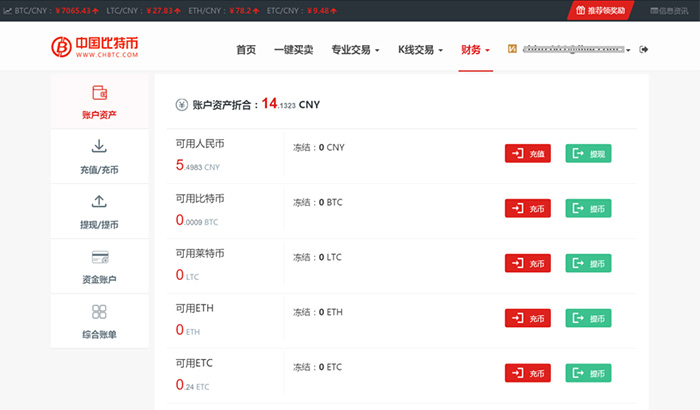 BTC/CNY：￥7065.43 LTC/CNY：￥27.83 ETH/CNY：￥78.2 ETC/CNY：￥9.48 推荐领奖励 信息资讯
中国比特币
WWW.CHBTC.COM
首页 一键买卖 专业交易 K线交易 财务
账户资产
充值/充币
提现/提币
资金账户
综合账单
账户资产折合：14.1323 CNY
可用人民币
5.4983 CNY
冻结：0 CNY
充值 提现
可用比特币
0.0009 BTC
冻结：0 BTC
充币 提币
可用莱特币
0 LTC
冻结：0 LTC
充币 提币
可用ETH
0 ETH
冻结：0 ETH
充币 提币
可用ETC
0.24 ETC
冻结：0 ETC
充币 提币